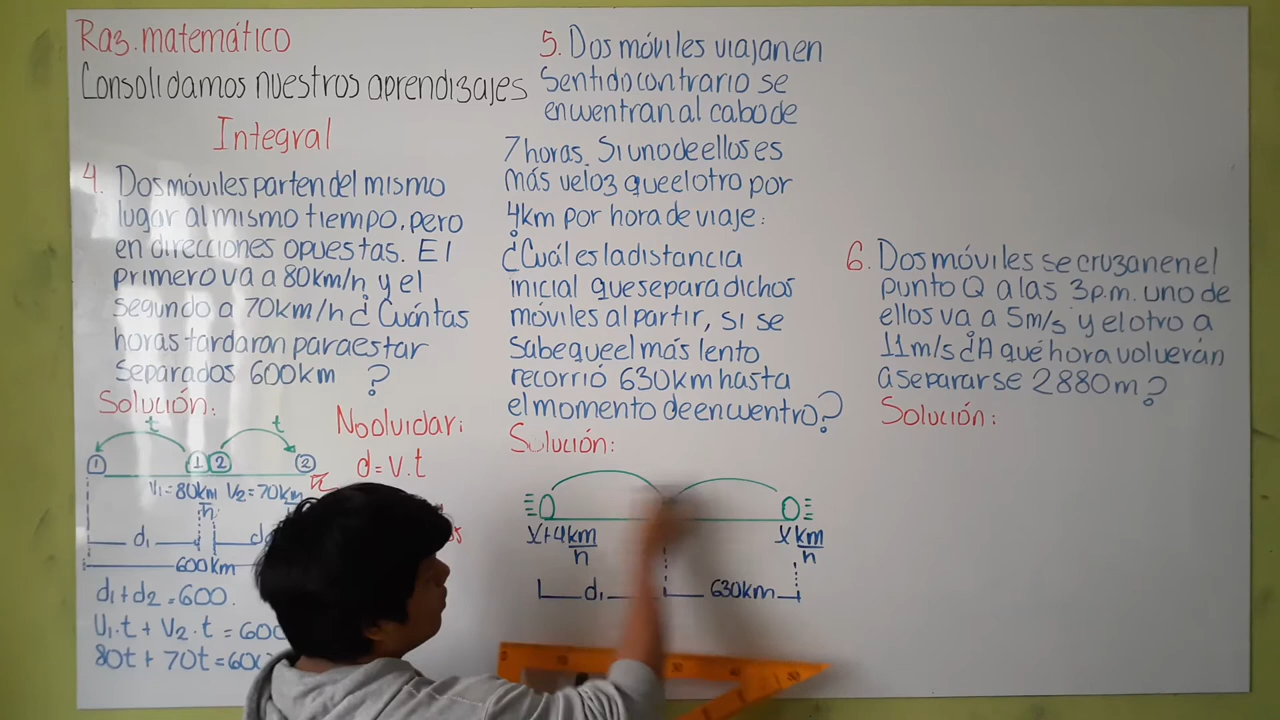 Raz. matemático
Consolidamos nuestros aprendizajes
Integral
4. Dos móviles parten del mismo
lugar al mismo tiempo, pero
en direcciones opuestas. El
primero va a 80km/h y el
segundo a 70km/h ¿Cuántas
horas tardaran para estar
separados 600km ?
Solución:
t t
1 1 2 2
V1=80km/h V2=70km
d1 d
600km
d1+d2=600.
V1.t + V2.t = 600
80t + 70t = 60
No olvidar:
d=v.t
5. Dos móviles viajan en
sentido contrario se
encuentran al cabo de
7 horas. Si uno de ellos es
más veloz que el otro por
4km por hora de viaje:
¿Cuál es la distancia
inicial que separa dichos
móviles al partir, si se
sabe que el más lento
recorrió 630km hasta
el momento de encuentro?
Solución:
x+4km/h xkm/h
d1 630km
6. Dos móviles se cruzan en el
punto Q a las 3p.m. uno de
ellos va a 5m/s y el otro a
11m/s ¿A qué hora volverán
a separarse 2880m?
Solución: